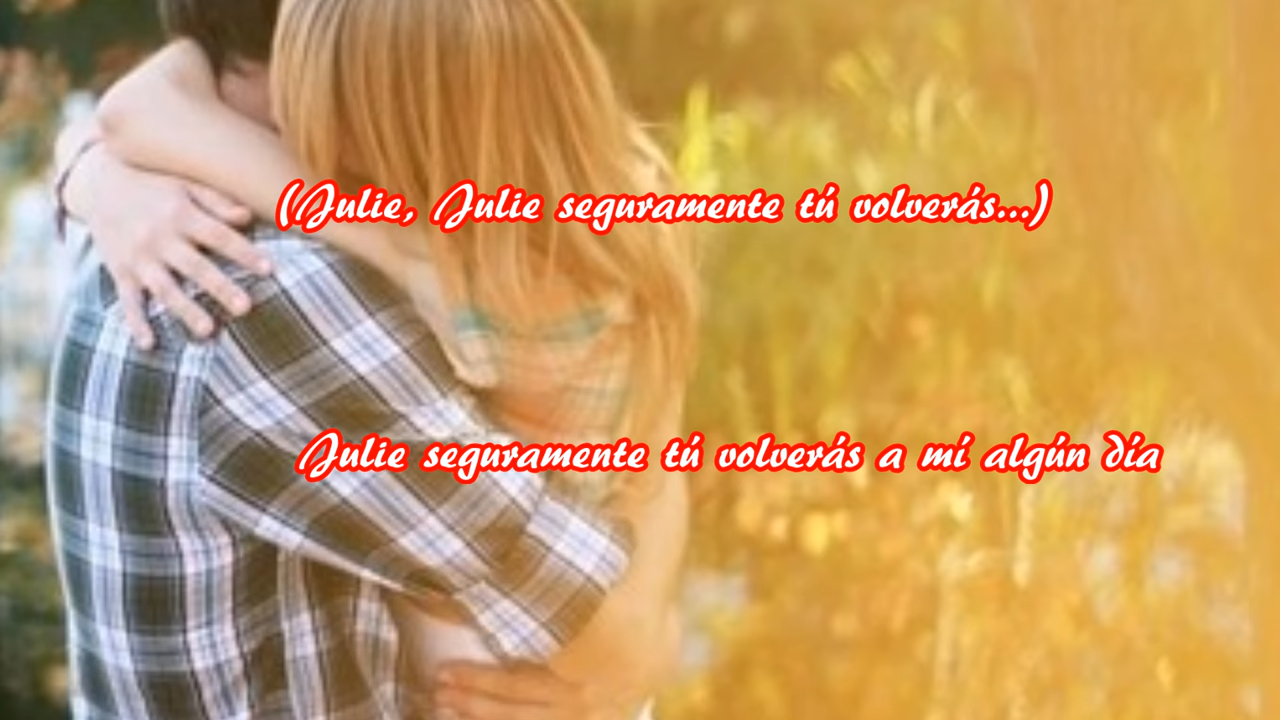 (Julie, Julie seguramente tú volverás...)
Julie seguramente tú volverás a mí algún día